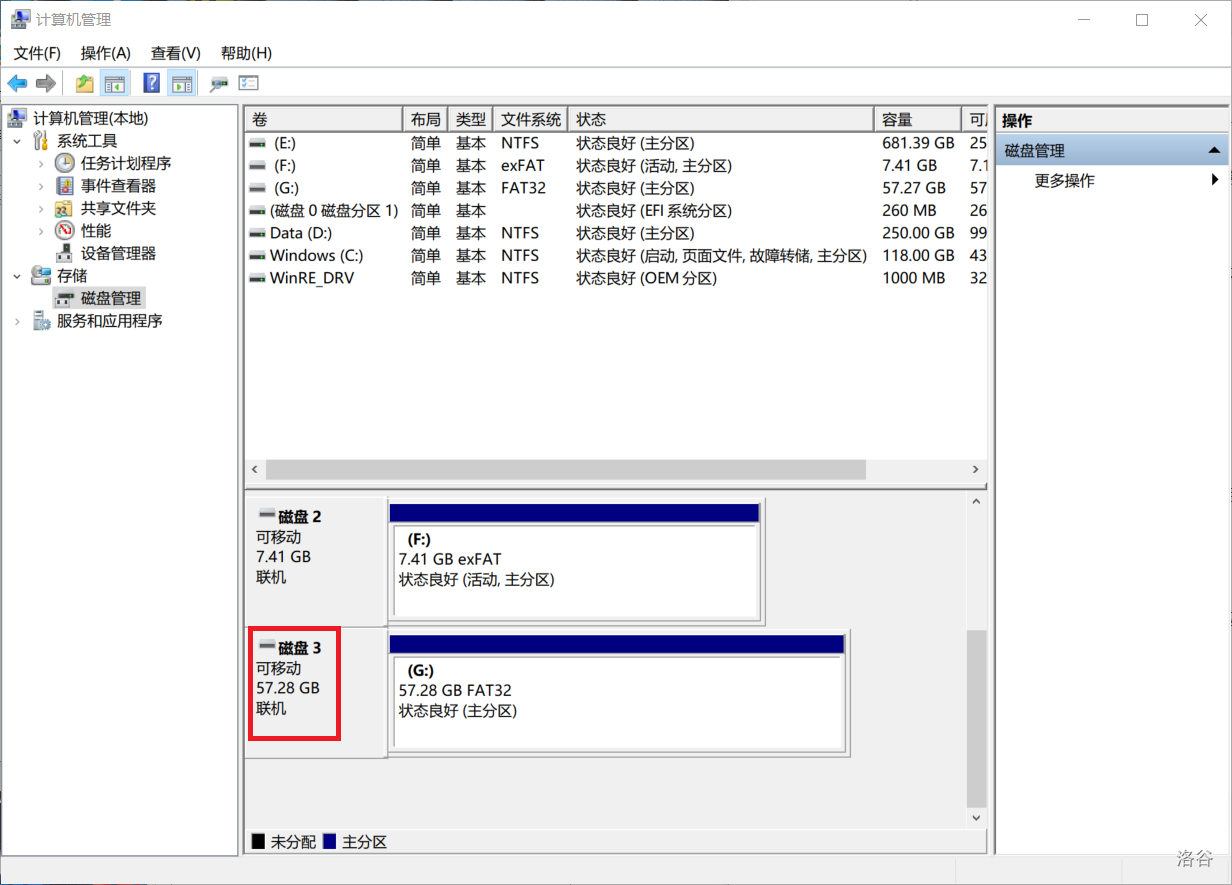 计算机管理
文件(F) 操作(A) 查看(V) 帮助(H)
计算机管理(本地)
系统工具
任务计划程序
事件查看器
共享文件夹
性能
设备管理器
存储
磁盘管理
服务和应用程序
卷 布局 类型 文件系统 状态 容量
(E:) 简单 基本 NTFS 状态良好 (主分区) 681.39 GB 25
(F:) 简单 基本 exFAT 状态良好 (活动, 主分区) 7.41 GB 7.1
(G:) 简单 基本 FAT32 状态良好 (主分区) 57.27 GB 57
(磁盘 0 磁盘分区 1) 简单 基本 状态良好 (EFI 系统分区) 260 MB 26
Data (D:) 简单 基本 NTFS 状态良好 (主分区) 250.00 GB 99
Windows (C:) 简单 基本 NTFS 状态良好 (启动, 页面文件, 故障转储, 主分区) 118.00 GB 43
WinRE_DRV 简单 基本 NTFS 状态良好 (OEM 分区) 1000 MB 32
磁盘 2
可移动
7.41 GB
联机
(F:)
7.41 GB exFAT
状态良好 (活动, 主分区)
磁盘 3
可移动
57.28 GB
联机
(G:)
57.28 GB FAT32
状态良好 (主分区)
未分配 主分区
操作
磁盘管理
更多操作
洛谷